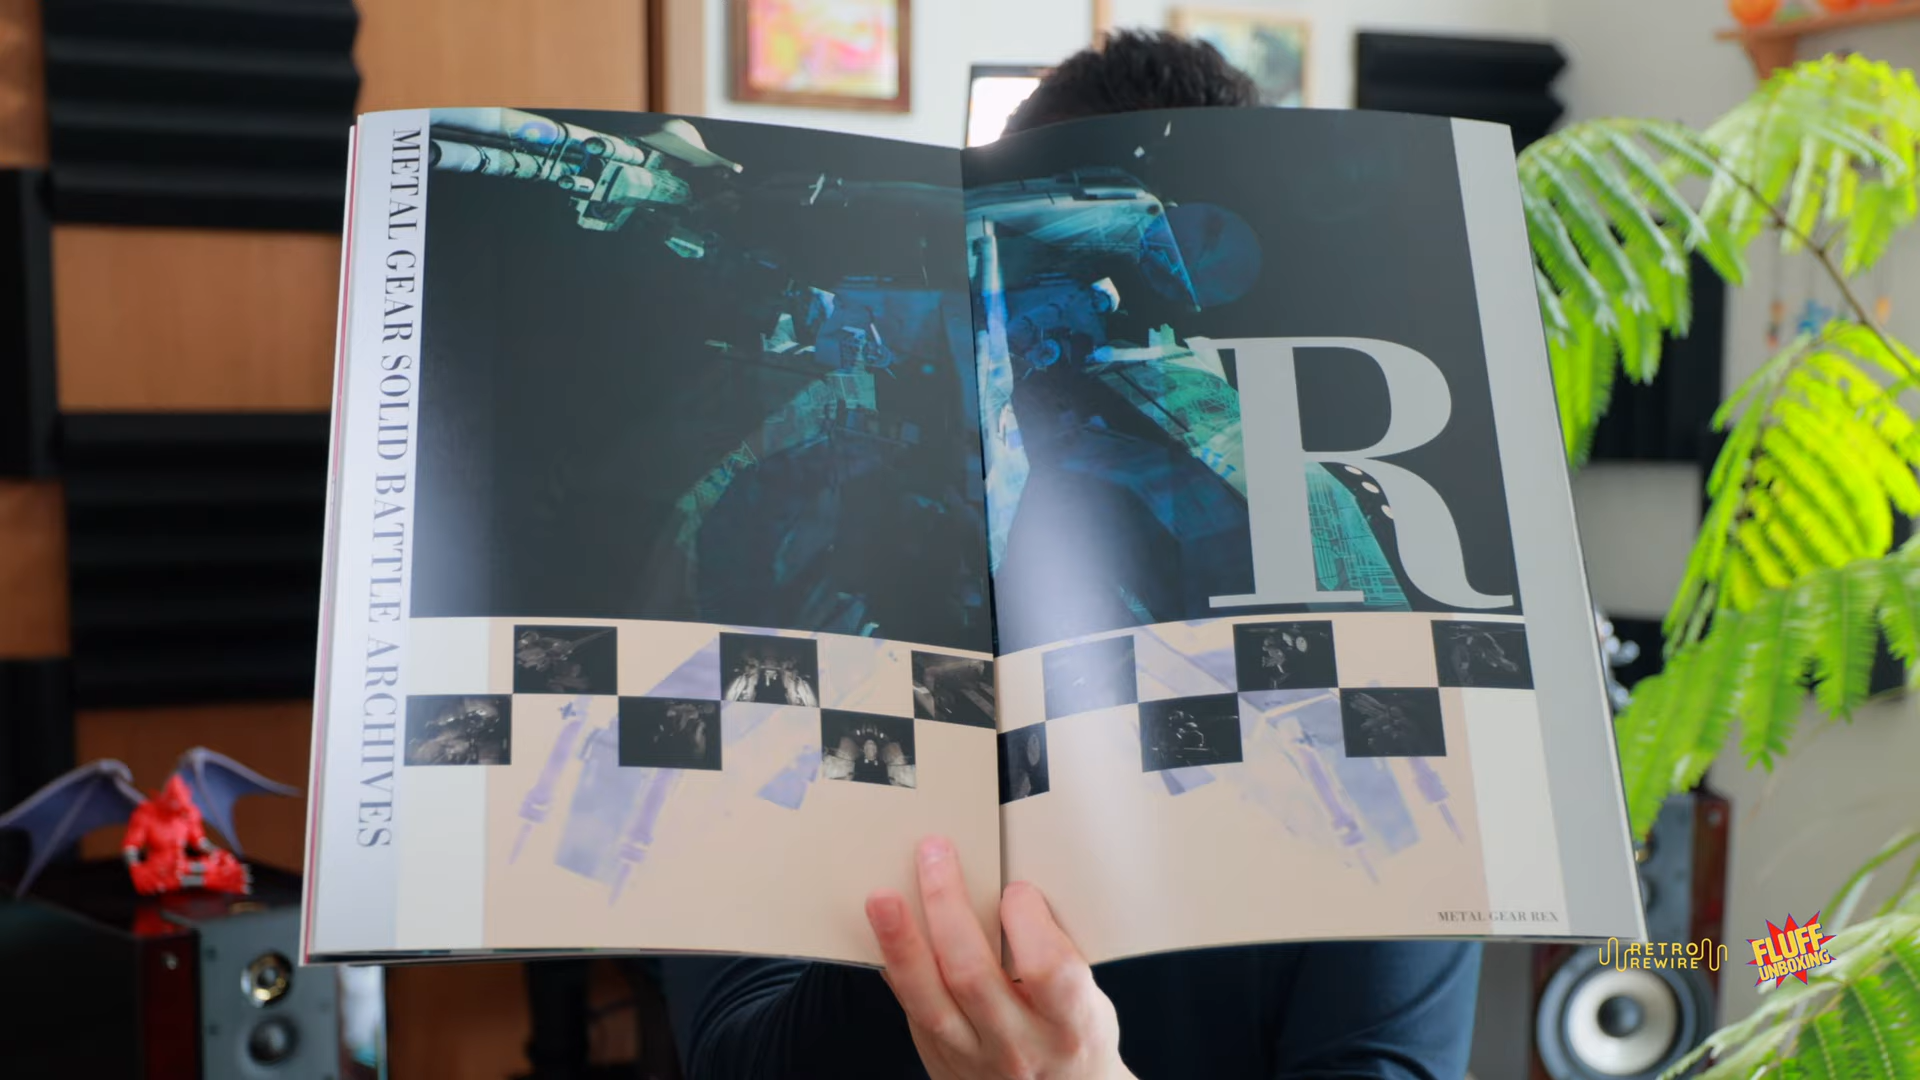 METAL GEAR SOLID BATTLE ARCHIVES
R
METAL GEAR REX
RETRO
REWIRE
FLUFF
UNBOXING